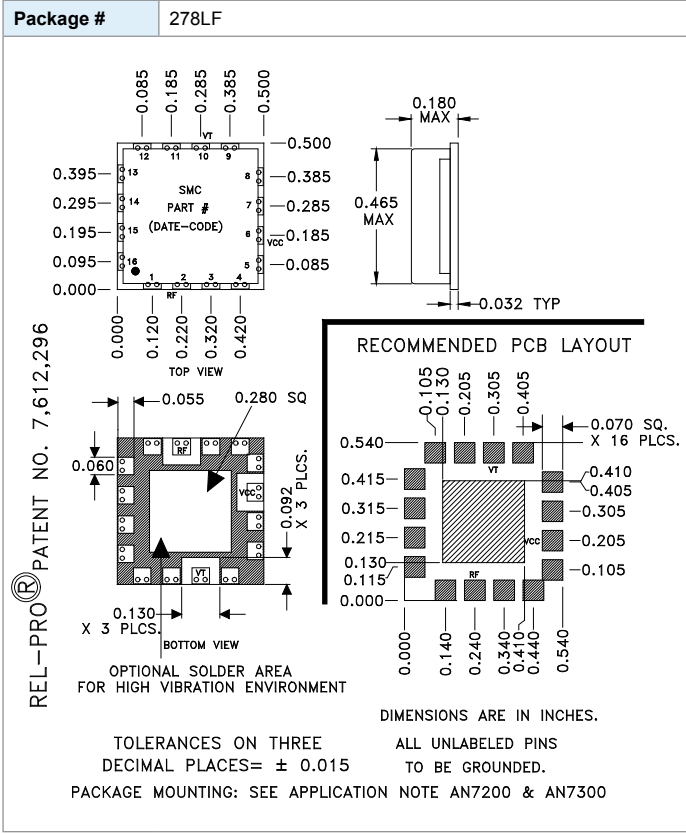 Package #
278LF
0.085
0.185
0.285
0.385
0.500
VT
12
11
10
9
0.500
0.395
13
8
0.385
0.295
14
SMC
PART #
(DATE-CODE)
7
0.285
0.195
15
6
VCC
0.185
0.095
16
5
0.085
0.000
1
2
3
4
RF
0.000
0.120
0.220
0.320
0.420
TOP VIEW
0.180
MAX
0.465
MAX
0.032 TYP
REL-PRO® PATENT NO. 7,612,296
0.055
0.280 SQ
0.060
RF
VCC
VT
0.092
X 3 PLCS.
0.130
X 3 PLCS.
BOTTOM VIEW
OPTIONAL SOLDER AREA
FOR HIGH VIBRATION ENVIRONMENT
RECOMMENDED PCB LAYOUT
0.105
0.130
0.205
0.305
0.405
0.070 SQ.
X 16 PLCS.
0.540
VT
0.415
0.410
0.405
0.315
0.305
0.215
VCC
0.205
0.130
0.115
0.105
RF
0.000
0.000
0.140
0.240
0.340
0.410
0.440
0.540
DIMENSIONS ARE IN INCHES.
TOLERANCES ON THREE
DECIMAL PLACES= ± 0.015
ALL UNLABELED PINS
TO BE GROUNDED.
PACKAGE MOUNTING: SEE APPLICATION NOTE AN7200 & AN7300